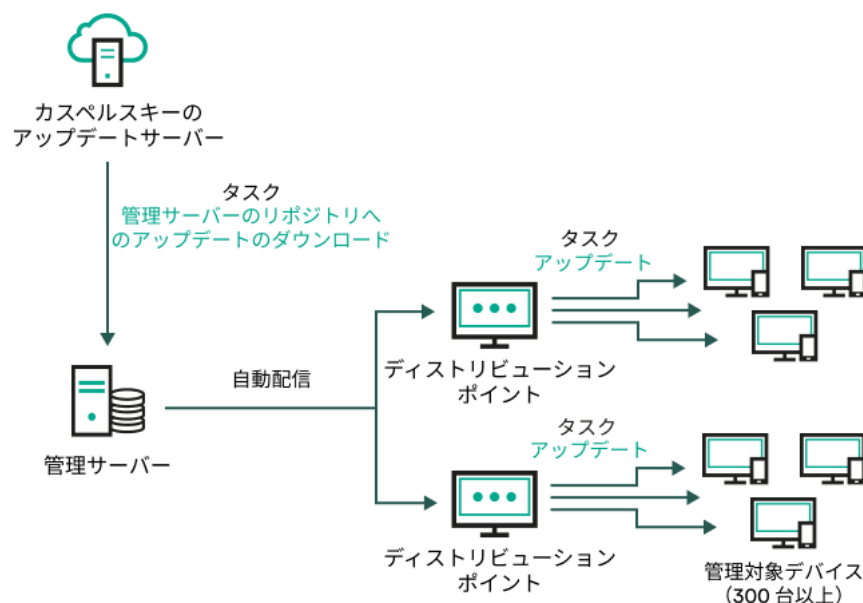 カスペルスキーの
アップデートサーバー
タスク
管理サーバーのリポジトリへ
のアップデートのダウンロード
タスク
アップデート
自動配信
ディストリビューション
ポイント
管理サーバー
タスク
アップデート
ディストリビューション
ポイント
管理対象デバイス
（300 台以上）